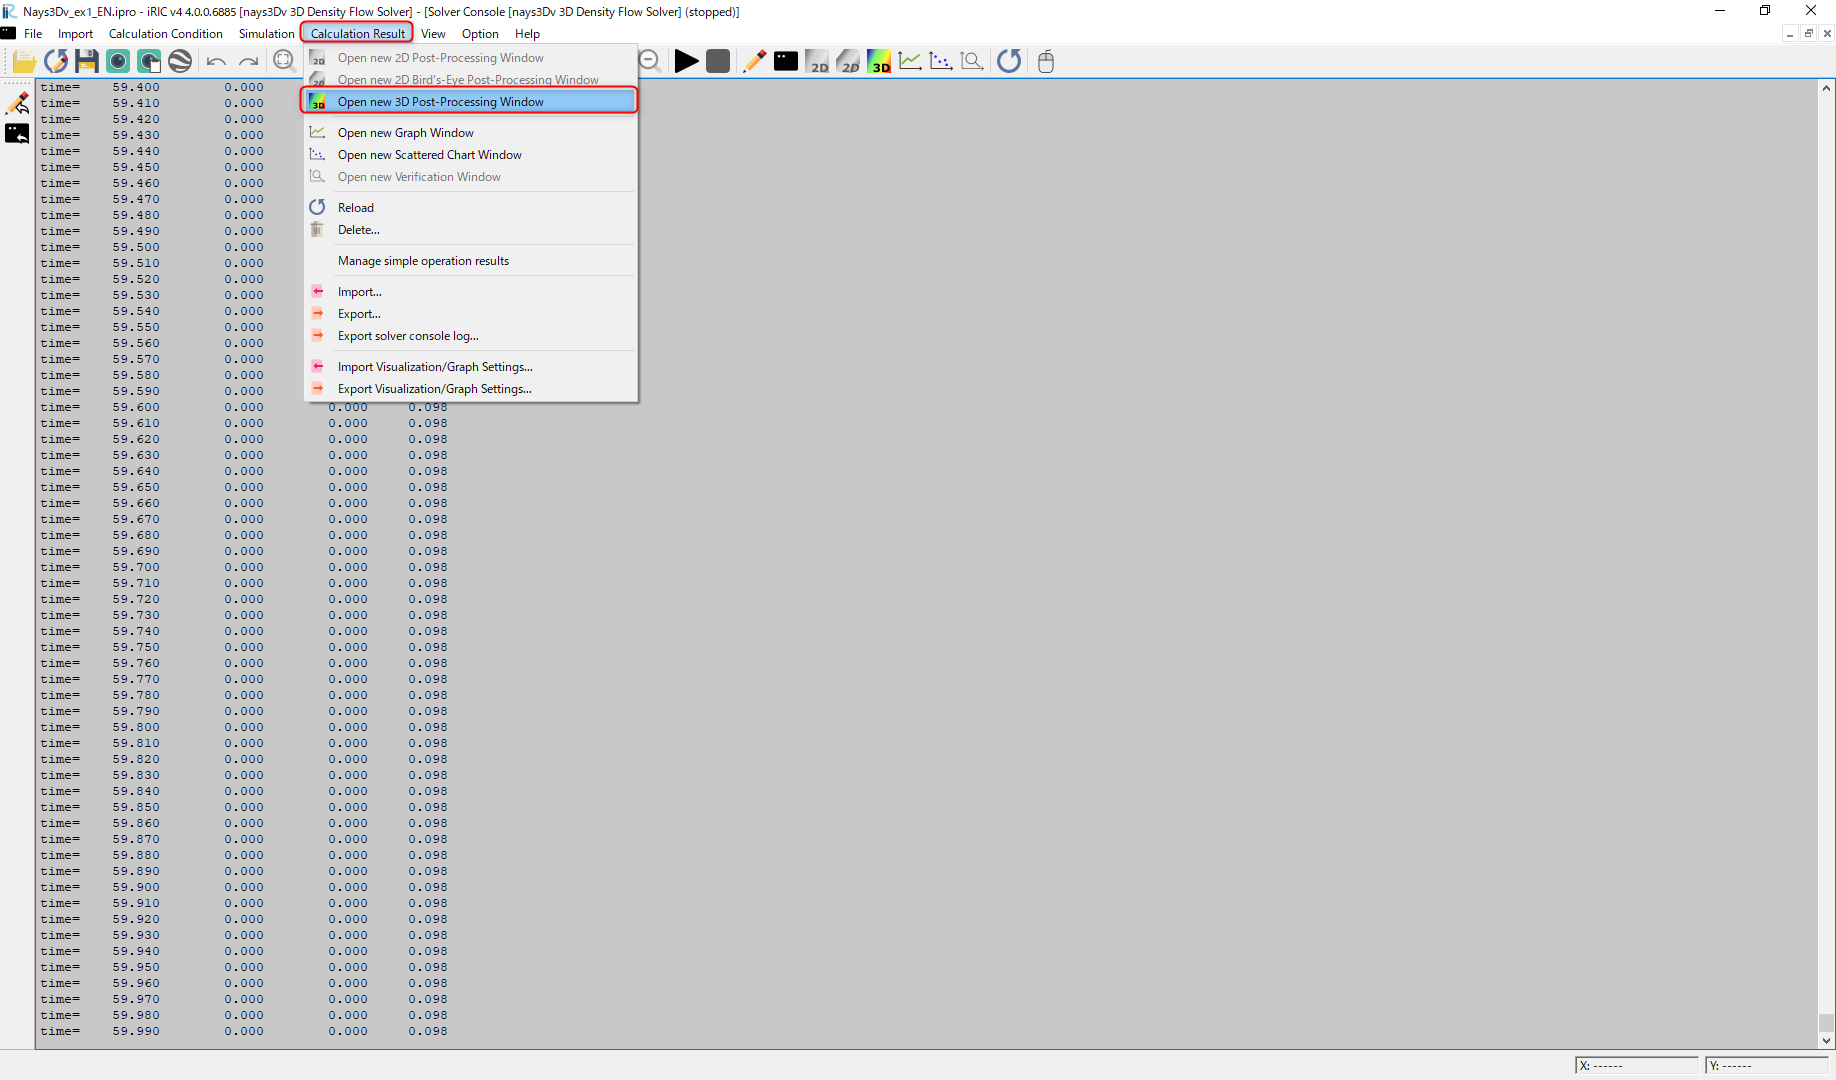 Nays3Dv_ex1_EN.ipro - iRIC v4 4.0.0.6885 [nays3Dv 3D Density Flow Solver] - [Solver Console [nays3Dv 3D Density Flow Solver] (stopped)]
File Import Calculation Condition Simulation Calculation Result View Option Help
Open new 2D Post-Processing Window
Open new 2D Bird's-Eye Post-Processing Window
Open new 3D Post-Processing Window
Open new Graph Window
Open new Scattered Chart Window
Open new Verification Window
Reload
Delete...
Manage simple operation results
Import...
Export...
Export solver console log...
Import Visualization/Graph Settings...
Export Visualization/Graph Settings...
2D 2D 3D
time= 59.400 0.000
time= 59.410 0.000
time= 59.420 0.000
time= 59.430 0.000
time= 59.440 0.000
time= 59.450 0.000
time= 59.460 0.000
time= 59.470 0.000
time= 59.480 0.000
time= 59.490 0.000
time= 59.500 0.000
time= 59.510 0.000
time= 59.520 0.000
time= 59.530 0.000
time= 59.540 0.000
time= 59.550 0.000
time= 59.560 0.000
time= 59.570 0.000
time= 59.580 0.000
time= 59.590 0.000
time= 59.600 0.000 0.000 0.098
time= 59.610 0.000 0.000 0.098
time= 59.620 0.000 0.000 0.098
time= 59.630 0.000 0.000 0.098
time= 59.640 0.000 0.000 0.098
time= 59.650 0.000 0.000 0.098
time= 59.660 0.000 0.000 0.098
time= 59.670 0.000 0.000 0.098
time= 59.680 0.000 0.000 0.098
time= 59.690 0.000 0.000 0.098
time= 59.700 0.000 0.000 0.098
time= 59.710 0.000 0.000 0.098
time= 59.720 0.000 0.000 0.098
time= 59.730 0.000 0.000 0.098
time= 59.740 0.000 0.000 0.098
time= 59.750 0.000 0.000 0.098
time= 59.760 0.000 0.000 0.098
time= 59.770 0.000 0.000 0.098
time= 59.780 0.000 0.000 0.098
time= 59.790 0.000 0.000 0.098
time= 59.800 0.000 0.000 0.098
time= 59.810 0.000 0.000 0.098
time= 59.820 0.000 0.000 0.098
time= 59.830 0.000 0.000 0.098
time= 59.840 0.000 0.000 0.098
time= 59.850 0.000 0.000 0.098
time= 59.860 0.000 0.000 0.098
time= 59.870 0.000 0.000 0.098
time= 59.880 0.000 0.000 0.098
time= 59.890 0.000 0.000 0.098
time= 59.900 0.000 0.000 0.098
time= 59.910 0.000 0.000 0.098
time= 59.920 0.000 0.000 0.098
time= 59.930 0.000 0.000 0.098
time= 59.940 0.000 0.000 0.098
time= 59.950 0.000 0.000 0.098
time= 59.960 0.000 0.000 0.098
time= 59.970 0.000 0.000 0.098
time= 59.980 0.000 0.000 0.098
time= 59.990 0.000 0.000 0.098
X: ------ Y: ------